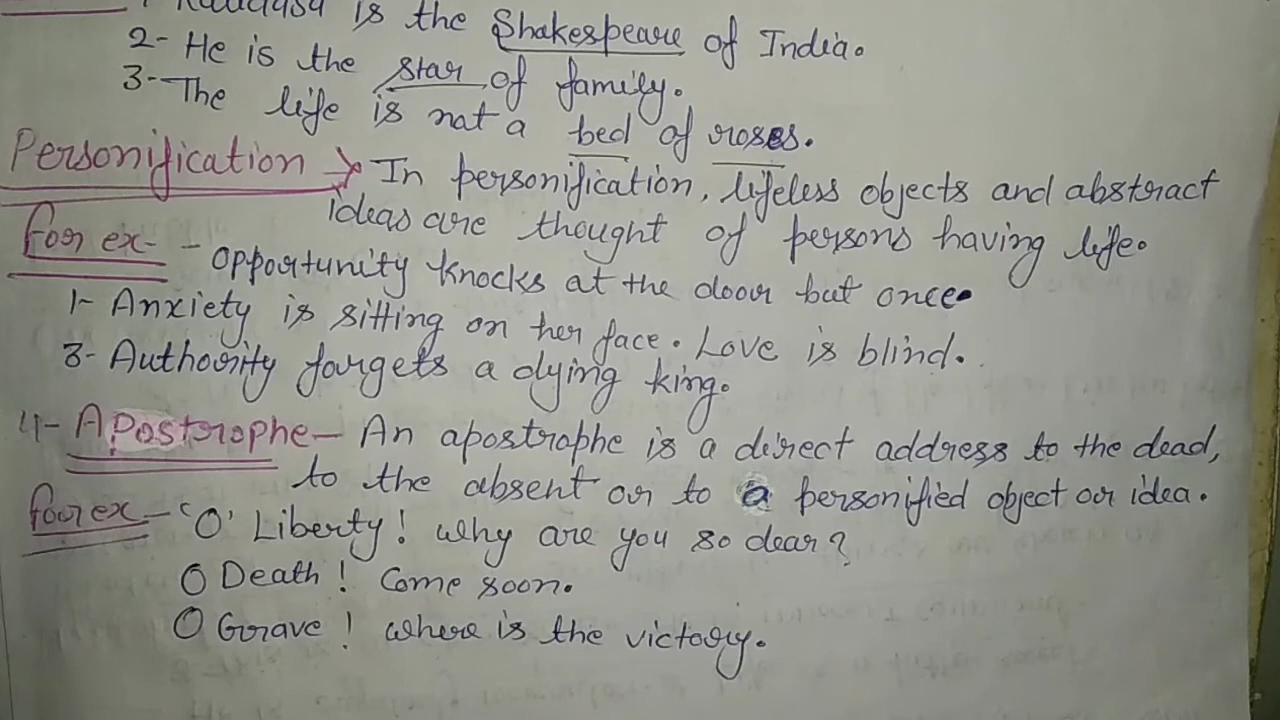 is the Shakespeare of India.
2- He is the star of family.
3- The life is not a bed of roses.
Personification → In personification, lifeless objects and abstract
ideas are thought of persons having life.
For ex- - opportunity knocks at the door but once.
1- Anxiety is sitting on her face. Love is blind.
3- Authority forgets a dying king.
4- Apostrophe - An apostrophe is a direct address to the dead,
to the absent or to a personified object or idea.
for ex - 'O' Liberty! why are you so dear?
O Death! Come soon.
O Grave! where is the victory.